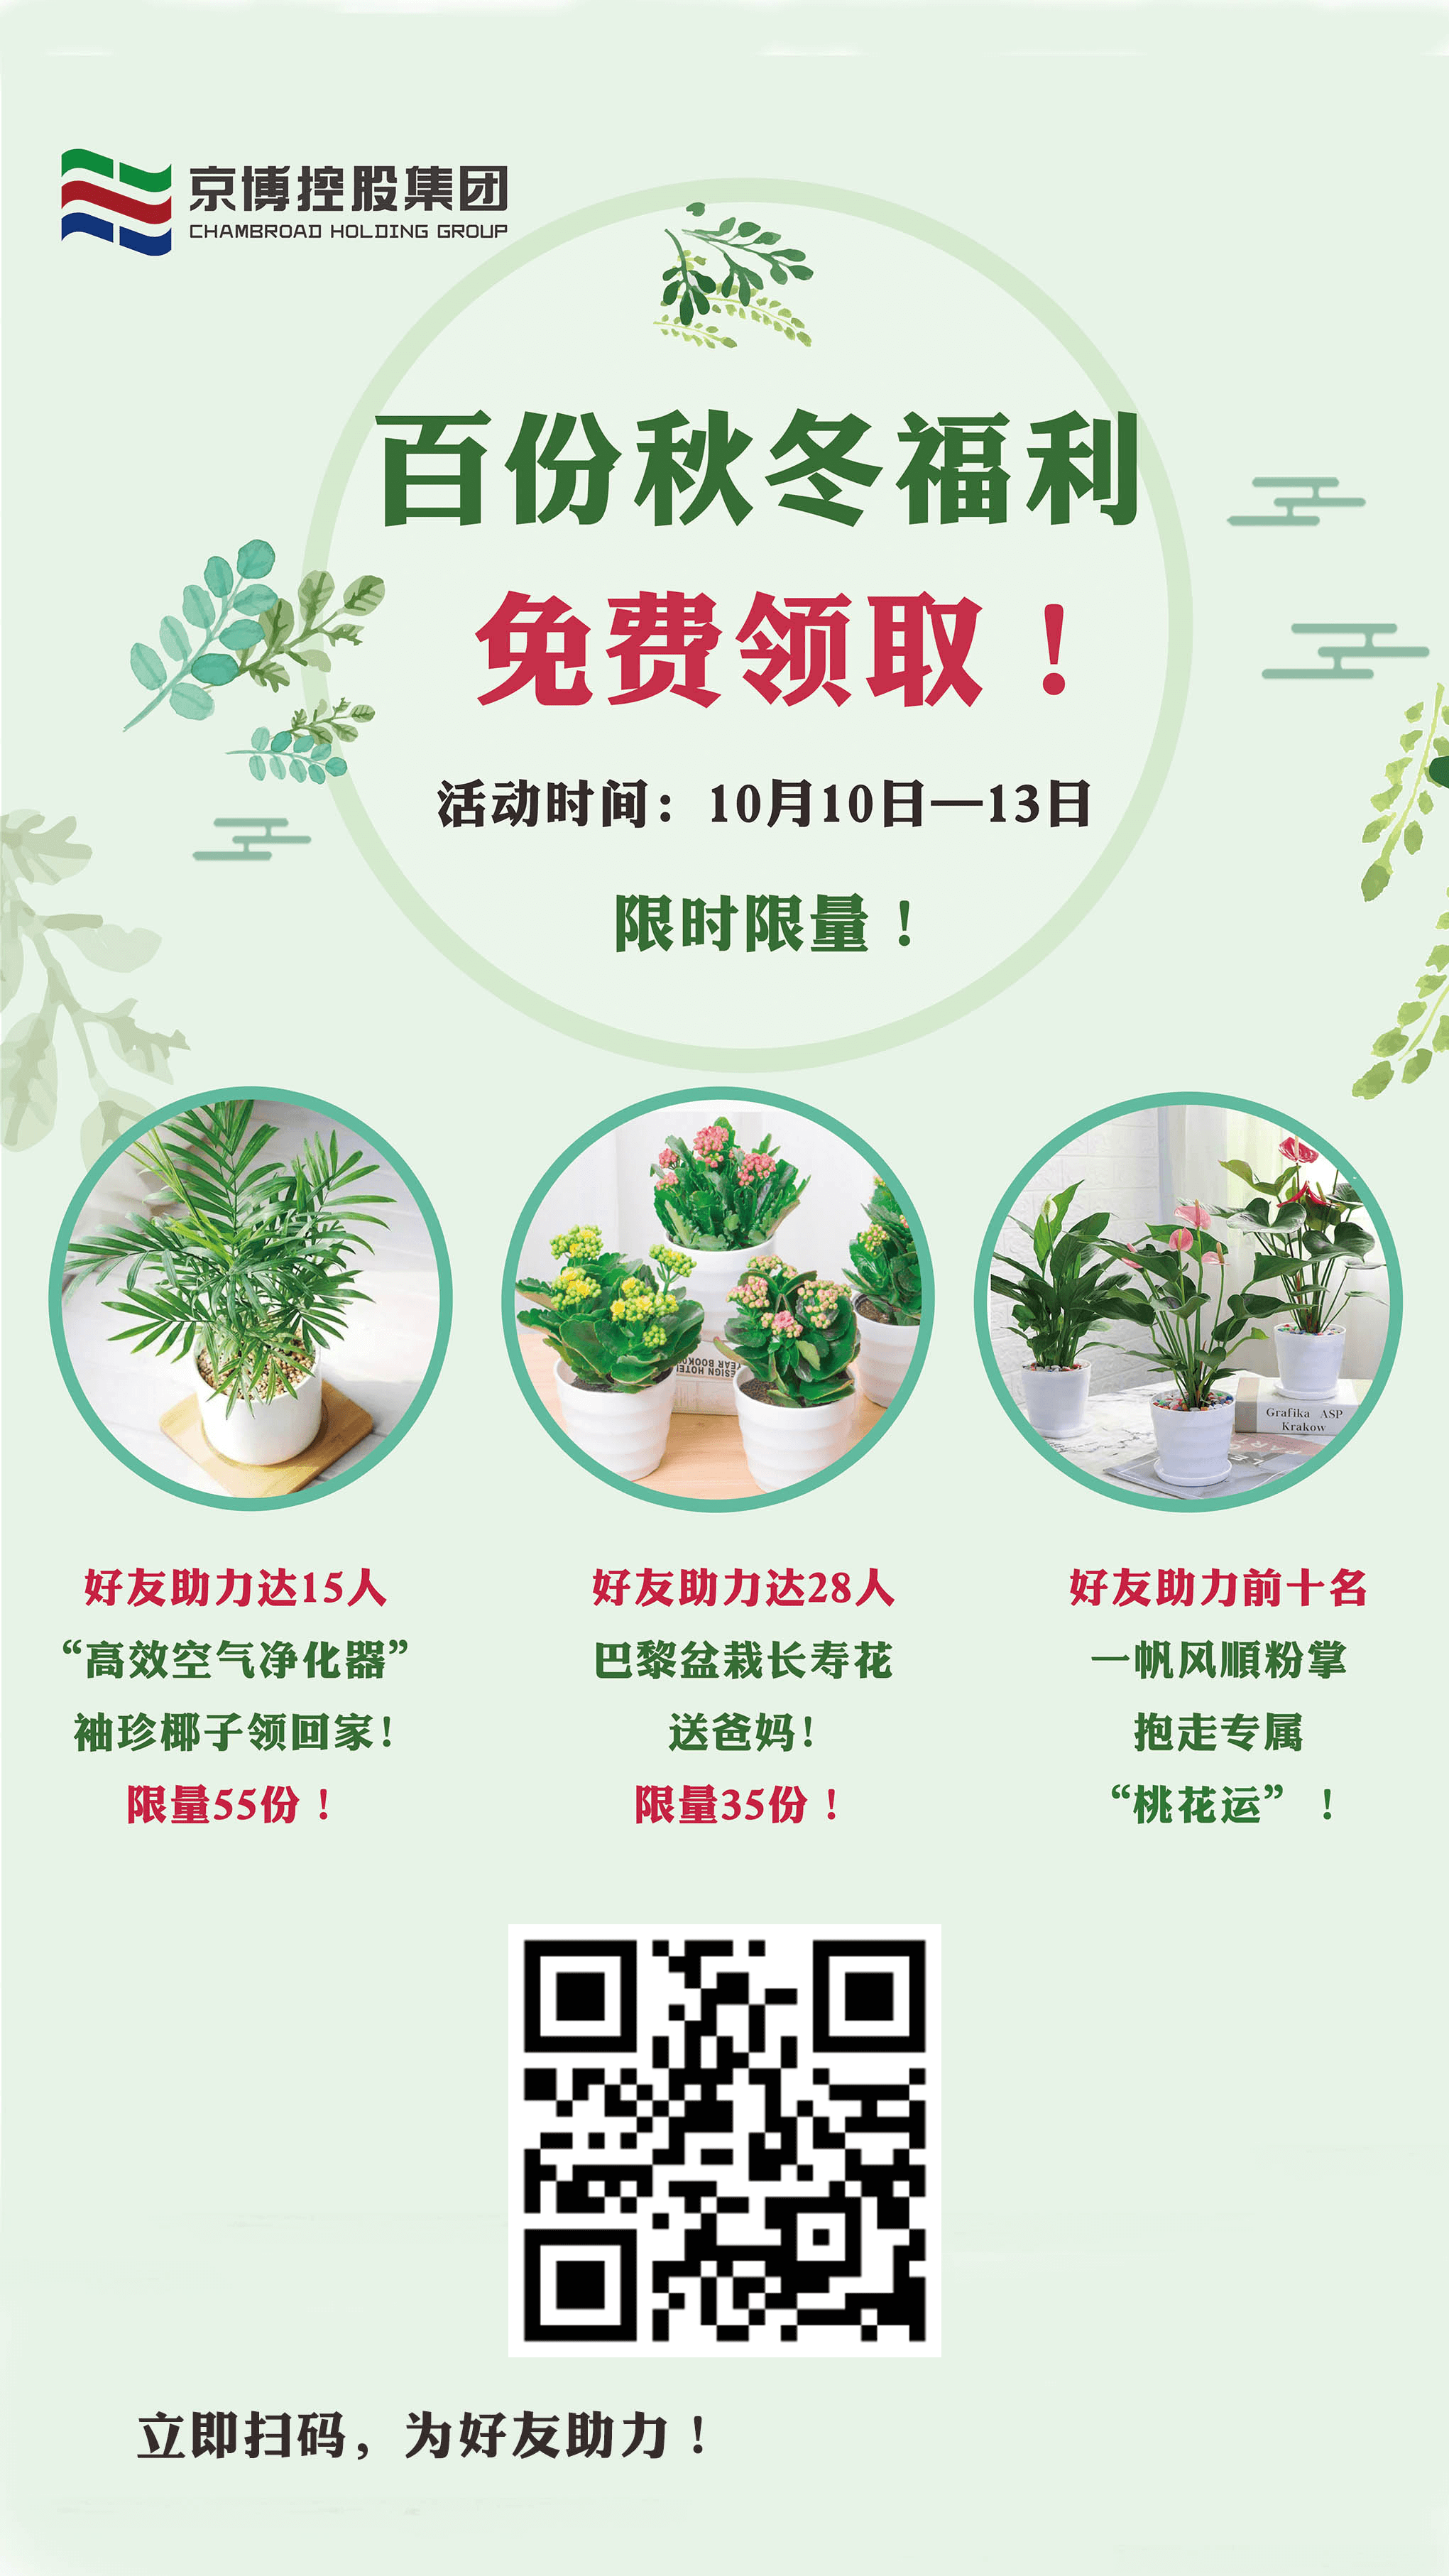 京博控股集团
CHAMBROAD HOLDING GROUP
百份秋冬福利
免费领取！
活动时间：10月10日—13日
限时限量！
Grafika ASP
Krakow
好友助力达15人
“高效空气净化器”
袖珍椰子领回家！
限量55份！
好友助力达28人
巴黎盆栽长寿花
送爸妈！
限量35份！
好友助力前十名
一帆风順粉掌
抱走专属
“桃花运”！
立即扫码，为好友助力！